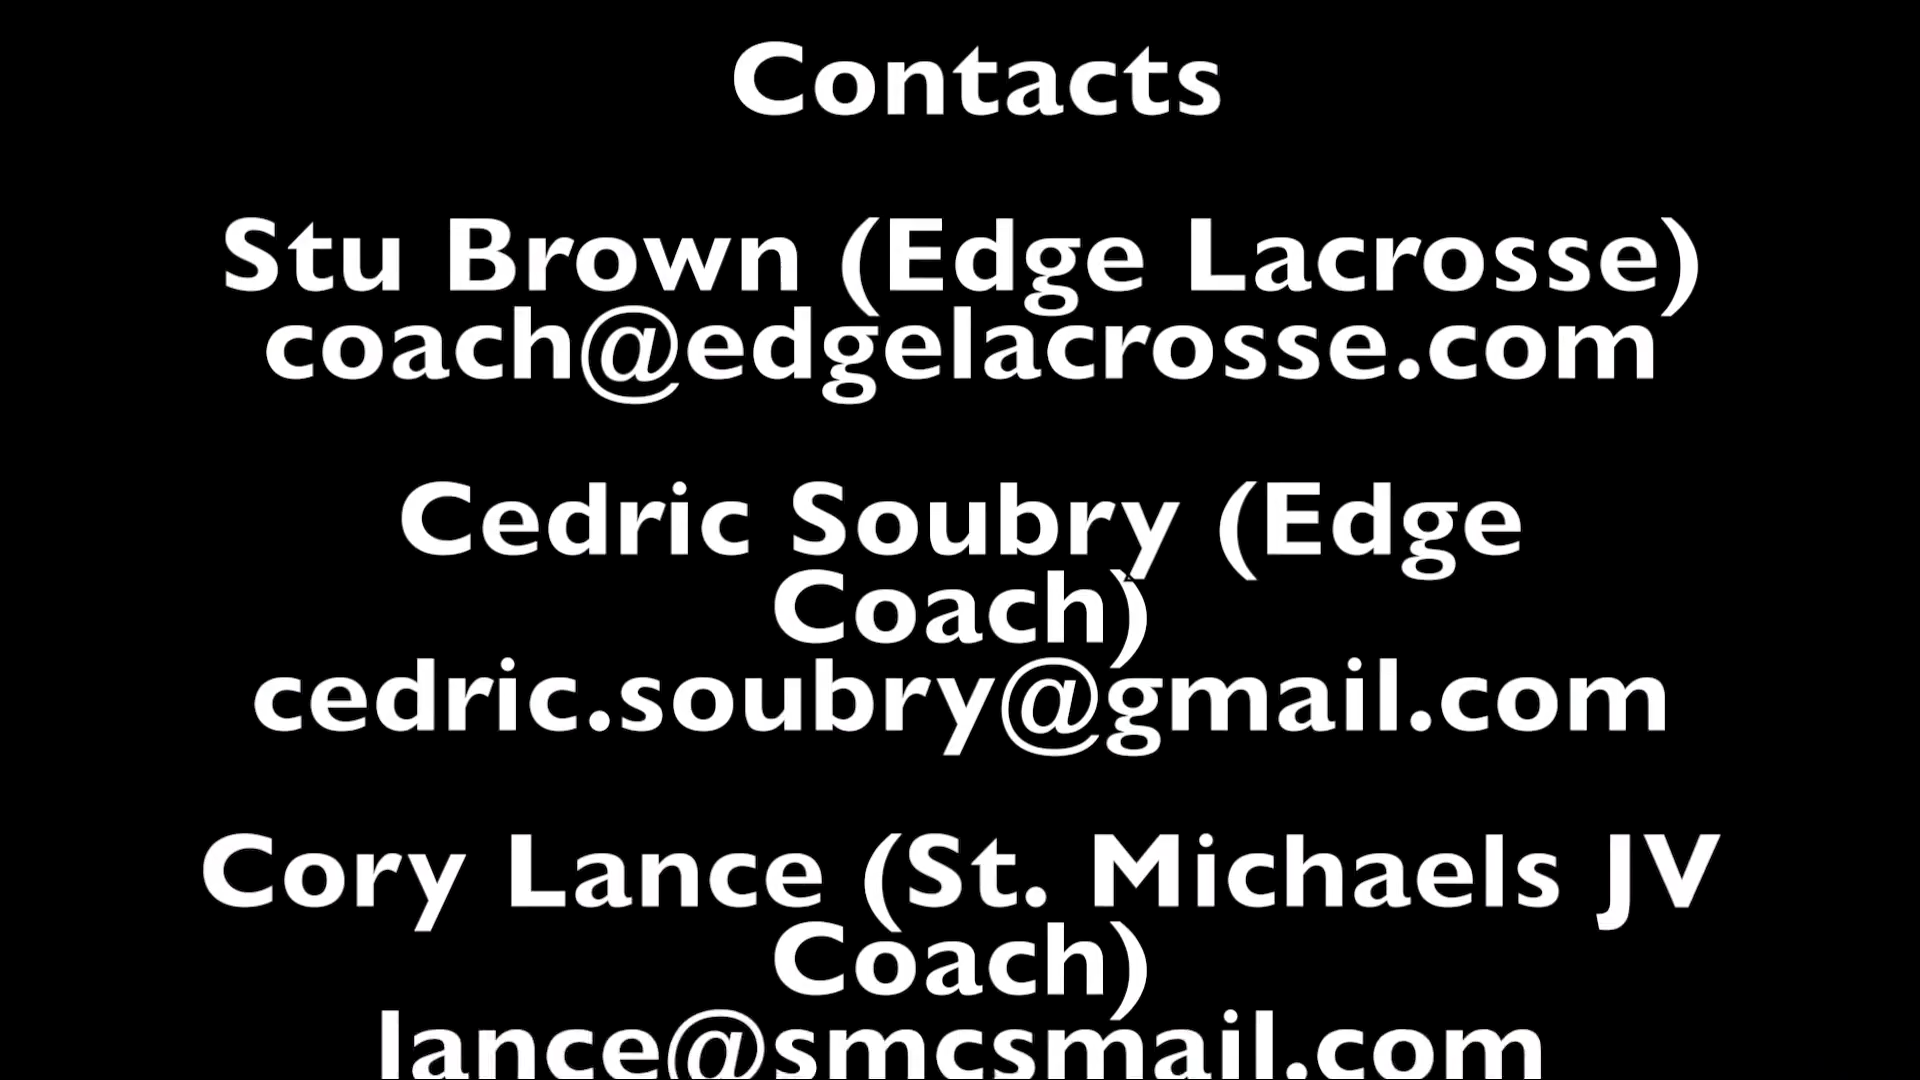 Contacts
Stu Brown (Edge Lacrosse)
coach@edgelacrosse.com
Cedric Soubry (Edge
Coach)
cedric.soubry@gmail.com
Cory Lance (St. Michaels JV
Coach)
lance@smcsmail.com